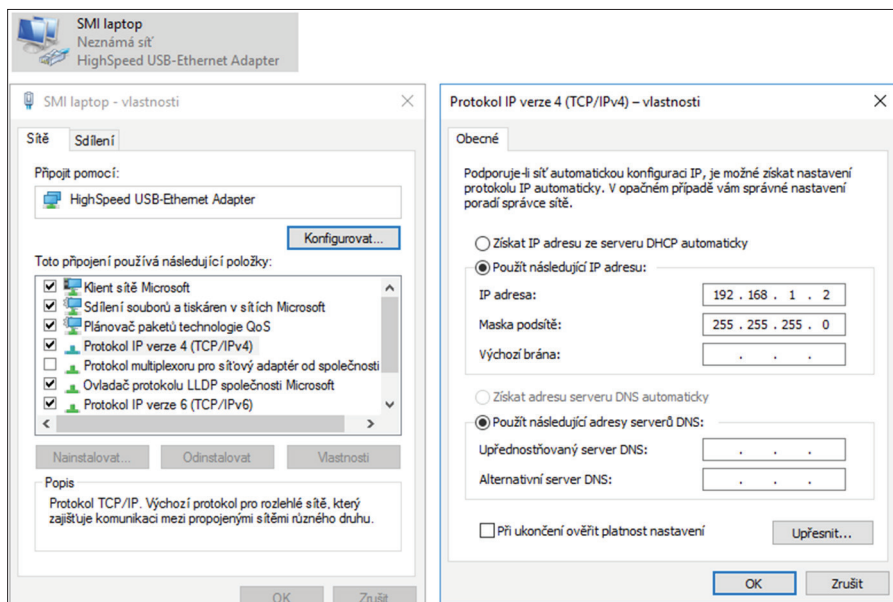 SMI laptop
Neznámá síť
HighSpeed USB-Ethernet Adapter
SMI laptop - vlastnosti
Sítě
Sdílení
Připojit pomocí:
HighSpeed USB-Ethernet Adapter
Konfigurovat...
Toto připojení používá následující položky:
Klient sítě Microsoft
Sdílení souborů a tiskáren v sítích Microsoft
Plánovač paketů technologie QoS
Protokol IP verze 4 (TCP/IPv4)
Protokol multiplexoru pro síťový adaptér od společnosti
Ovladač protokolu LLDP společnosti Microsoft
Protokol IP verze 6 (TCP/IPv6)
Nainstalovat...
Odinstalovat
Vlastnosti
Popis
Protokol TCP/IP. Výchozí protokol pro rozlehlé sítě, který
zajišťuje komunikaci mezi propojenými sítěmi různého druhu.
OK
Zrušit
Protokol IP verze 4 (TCP/IPv4) – vlastnosti
Obecné
Podporuje-li síť automatickou konfiguraci IP, je možné získat nastavení
protokolu IP automaticky. V opačném případě vám správné nastavení
poradí správce sítě.
Získat IP adresu ze serveru DHCP automaticky
Použít následující IP adresu:
IP adresa: 192 . 168 . 1 . 2
Maska podsítě: 255 . 255 . 255 . 0
Výchozí brána: . . .
Získat adresu serveru DNS automaticky
Použít následující adresy serverů DNS:
Upřednostňovaný server DNS: . . .
Alternativní server DNS: . . .
Při ukončení ověřit platnost nastavení
Upřesnit...
OK
Zrušit